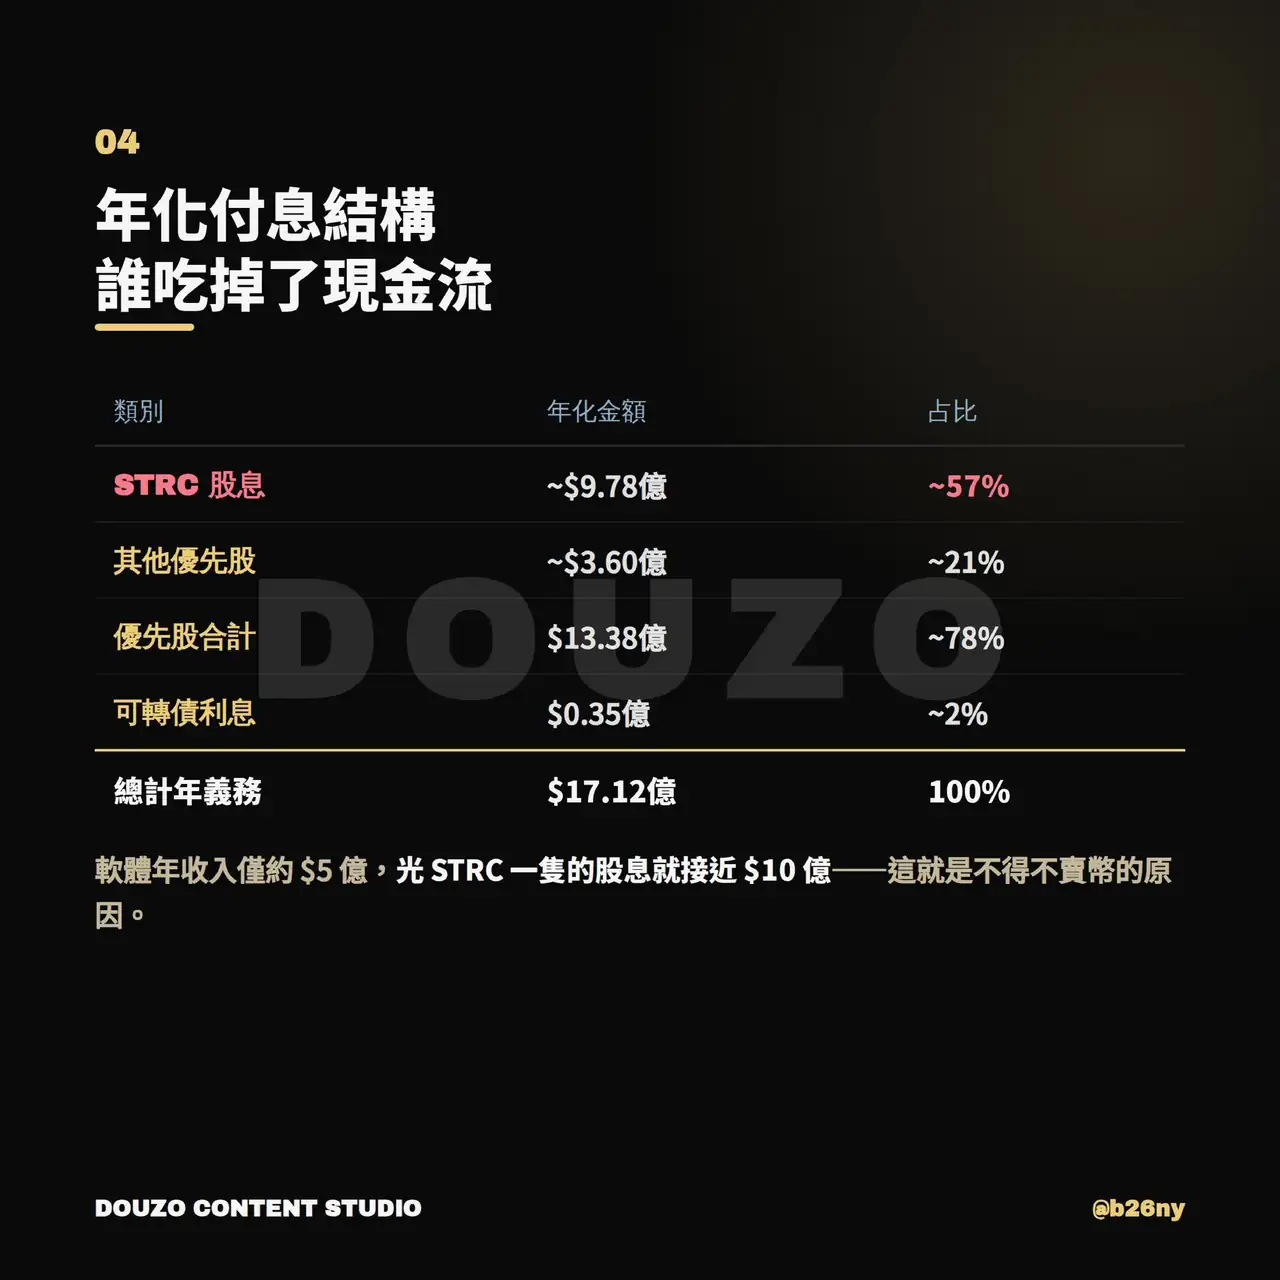 04
年化付息結構
誰吃掉了現金流
類別 年化金額 占比
STRC 股息 ~$9.78億 ~57%
其他優先股 ~$3.60億 ~21%
優先股合計 $13.38億 ~78%
可轉債利息 $0.35億 ~2%
總計年義務 $17.12億 100%
DOUZO
軟體年收入僅約 $5 億，光 STRC 一隻的股息就接近 $10 億——這就是不得不賣幣的原
因。
DOUZO CONTENT STUDIO @b26ny